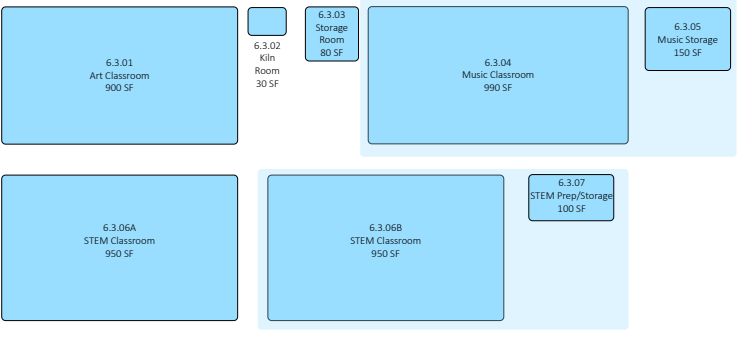 6.3.01
Art Classroom
900 SF
6.3.02
Kiln
Room
30 SF
6.3.03
Storage
Room
80 SF
6.3.04
Music Classroom
990 SF
6.3.05
Music Storage
150 SF
6.3.06A
STEM Classroom
950 SF
6.3.06B
STEM Classroom
950 SF
6.3.07
STEM Prep/Storage
100 SF